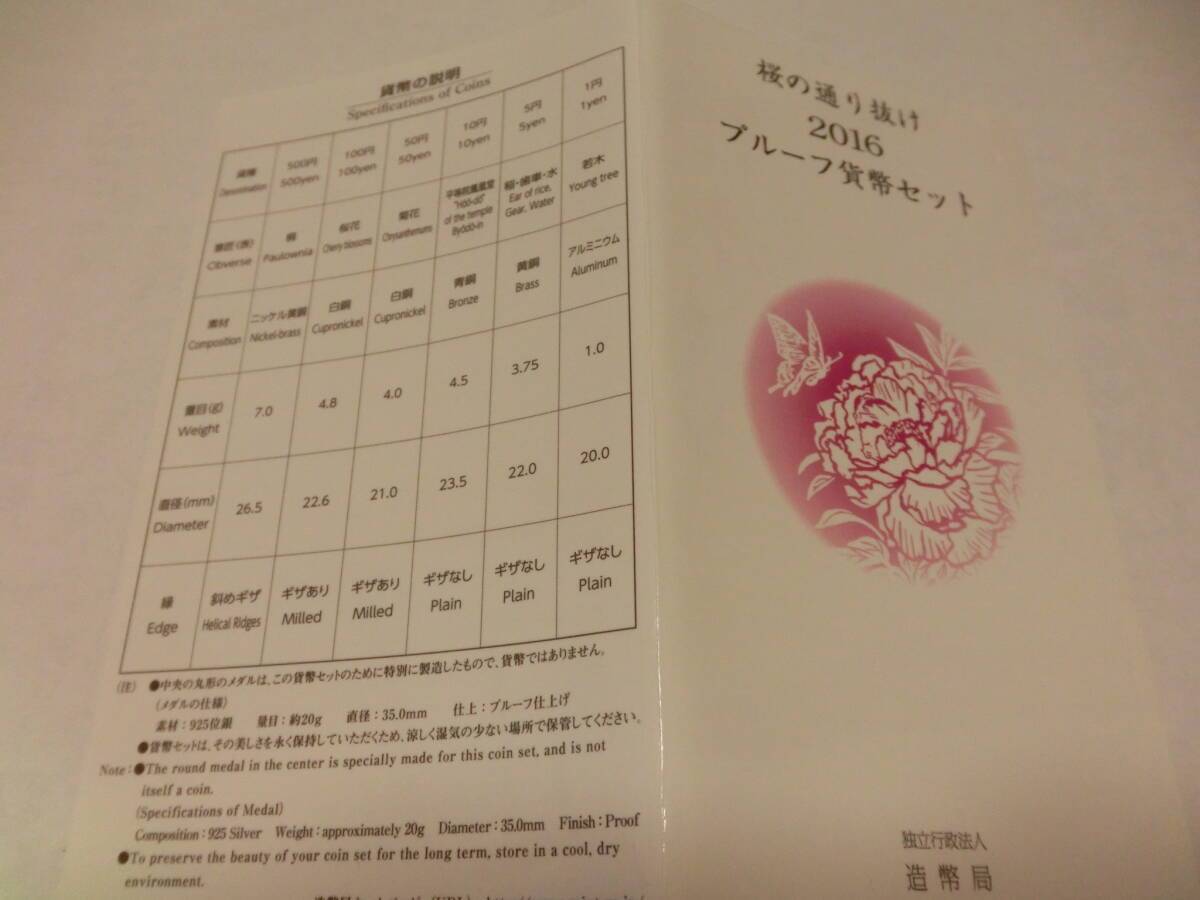 貨幣の説明
Specifications of Coins
Denomination
500円 100円 50円 10円 5円 1円
500yen 100yen 50yen 10yen 5yen 1yen
意匠(表) 桐 桜花 菊花 平等院鳳凰堂 稲・歯車・水 若木
Obverse Paulownia Cherry blossoms Chrysanthemums "Hōō-dō" of the temple Byōdō-in Ear of rice, Gear, Water Young tree
素材 ニッケル黄銅 白銅 白銅 青銅 黄銅 アルミニウム
Composition Nickel-brass Cupronickel Cupronickel Bronze Brass Aluminum
量目(g)
Weight 7.0 4.8 4.0 4.5 3.75 1.0
直径(mm)
Diameter 26.5 22.6 21.0 23.5 22.0 20.0
縁 斜めギザ ギザあり ギザあり ギザなし ギザなし ギザなし
Edge Helical Ridges Milled Milled Plain Plain Plain
(注) ●中央の丸形のメダルは、この貨幣セットのために特別に製造したもので、貨幣ではありません。
(メダルの仕様)
素材:925位銀 量目:約20g 直径:35.0mm 仕上:プルーフ仕上げ
●貨幣セットは、その美しさを永く保持していただくため、涼しく湿気の少ない場所で保管してください。
Note:●The round medal in the center is specially made for this coin set, and is not
itself a coin.
(Specifications of Medal)
Composition:925 Silver Weight:approximately 20g Diameter:35.0mm Finish:Proof
●To preserve the beauty of your coin set for the long term, store in a cool, dry
environment.
桜の通り抜け
2016
プルーフ貨幣セット
独立行政法人
造幣局